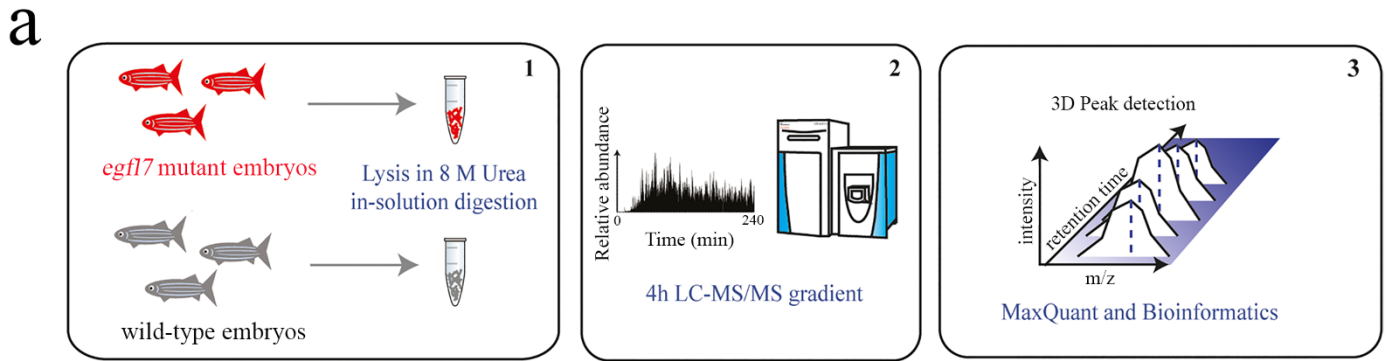 a
1
egfl7 mutant embryos
Lysis in 8 M Urea
in-solution digestion
wild-type embryos
2
Relative abundance
0
240
Time (min)
4h LC-MS/MS gradient
3
3D Peak detection
intensity
retention time
m/z
MaxQuant and Bioinformatics